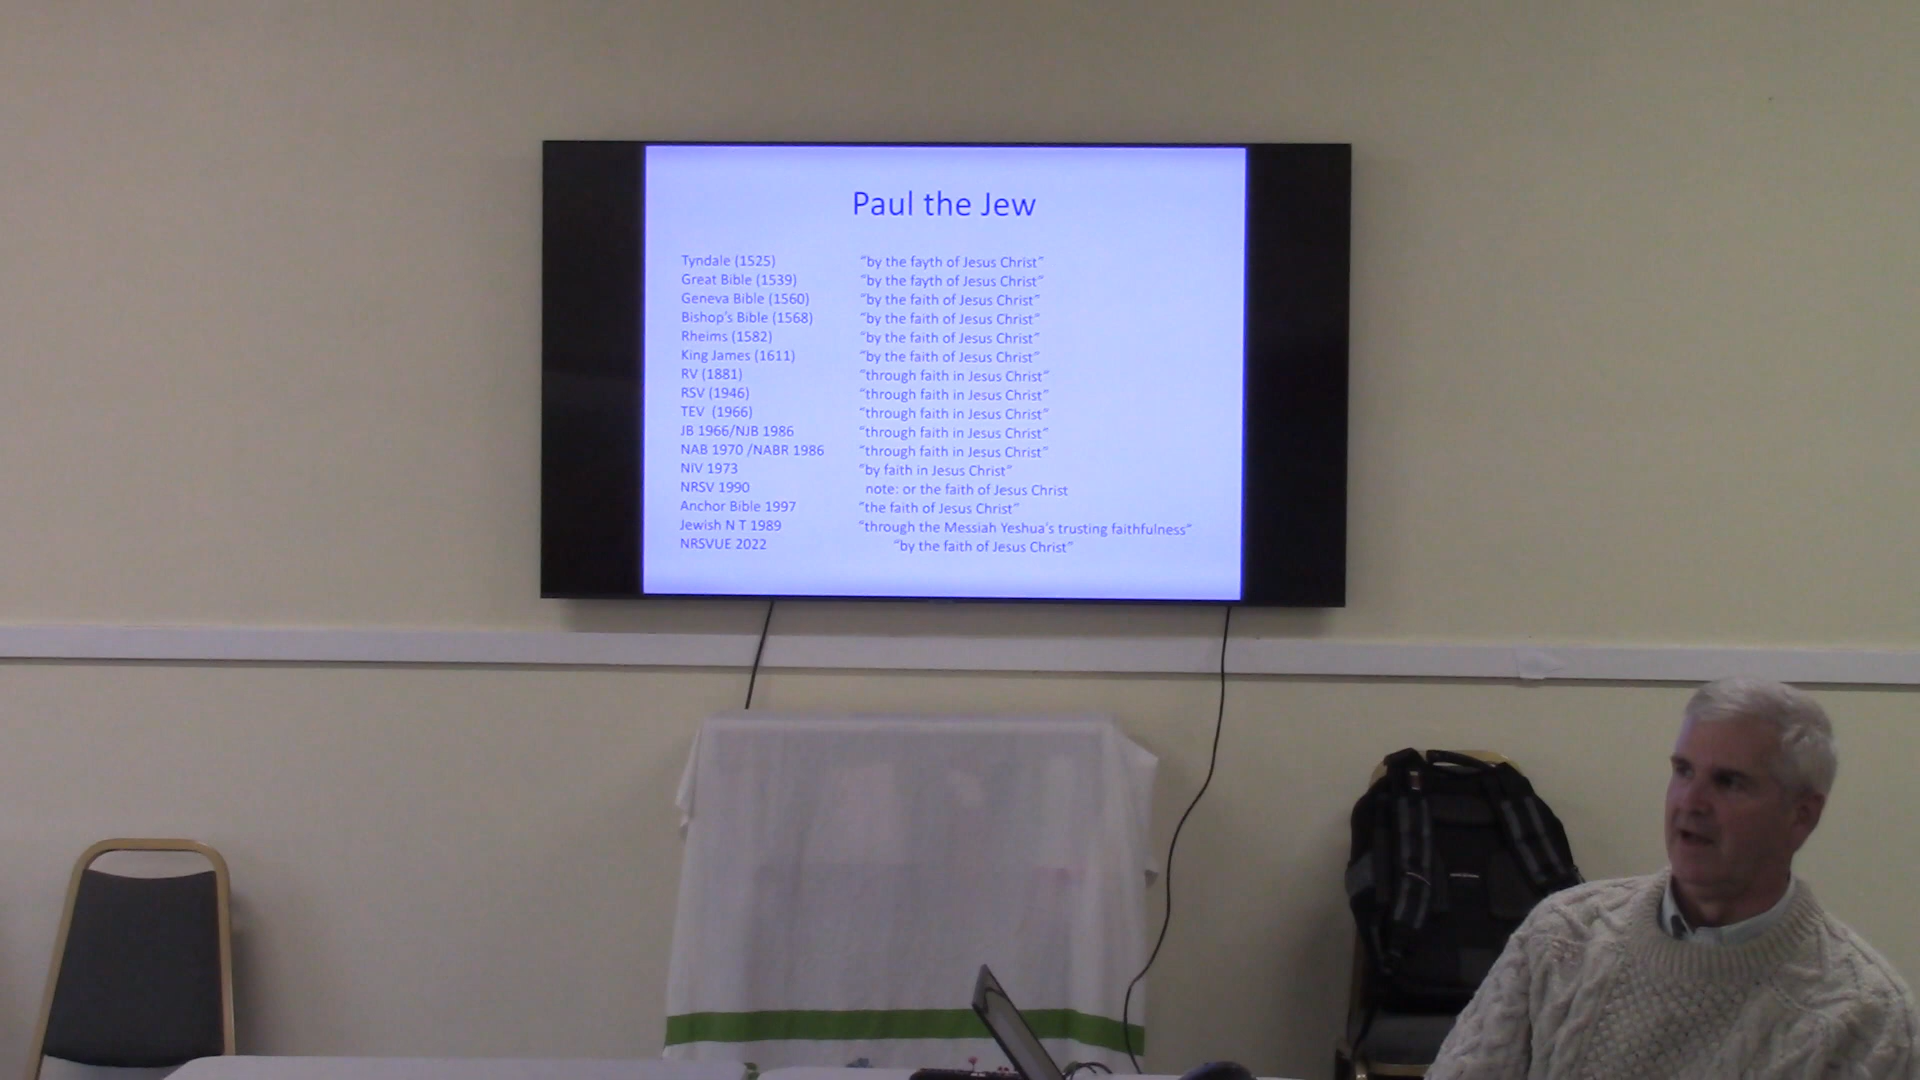 Paul the Jew
Tyndale (1525) “by the fayth of Jesus Christ”
Great Bible (1539) “by the fayth of Jesus Christ”
Geneva Bible (1560) “by the faith of Jesus Christ”
Bishop’s Bible (1568) “by the faith of Jesus Christ”
Rheims (1582) “by the faith of Jesus Christ”
King James (1611) “by the faith of Jesus Christ”
RV (1881) “through faith in Jesus Christ”
RSV (1946) “through faith in Jesus Christ”
TEV (1966) “through faith in Jesus Christ”
JB 1966/NJB 1986 “through faith in Jesus Christ”
NAB 1970 /NABR 1986 “through faith in Jesus Christ”
NIV 1973 “by faith in Jesus Christ”
NRSV 1990 note: or the faith of Jesus Christ
Anchor Bible 1997 “the faith of Jesus Christ”
Jewish N T 1989 “through the Messiah Yeshua’s trusting faithfulness”
NRSVUE 2022 “by the faith of Jesus Christ”